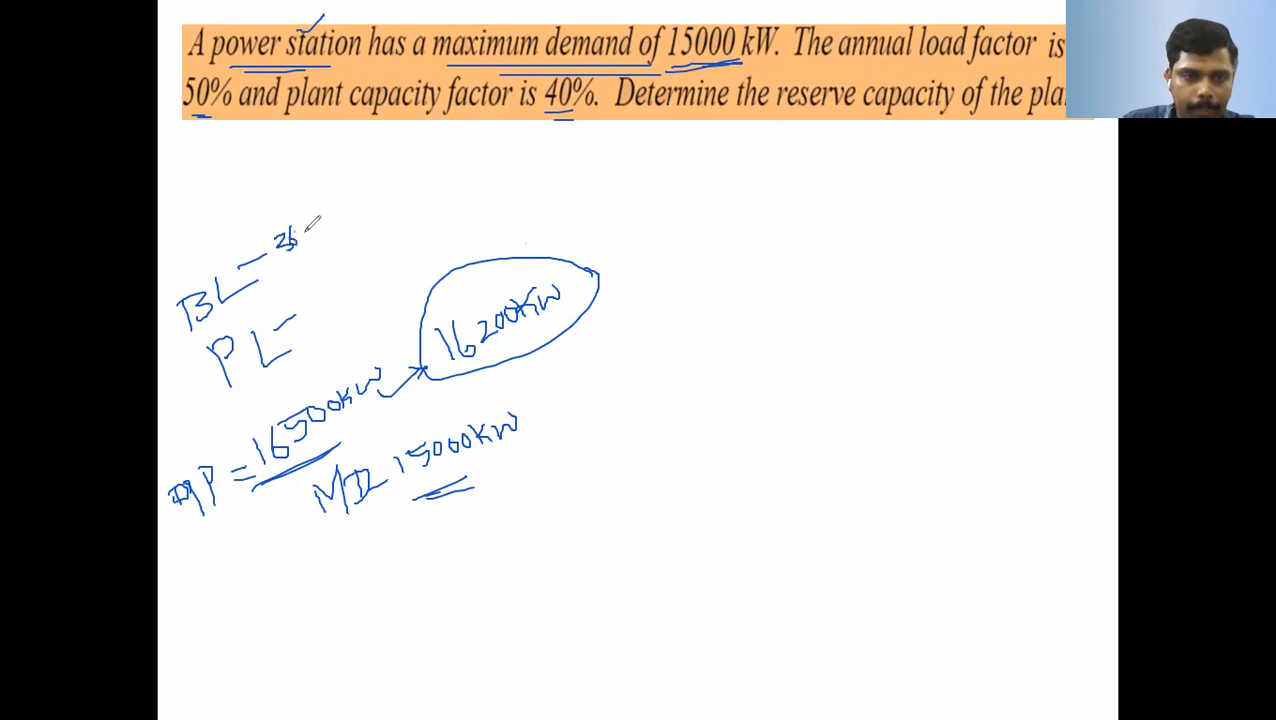 A power station has a maximum demand of 15000 kW. The annual load factor is
50% and plant capacity factor is 40%. Determine the reserve capacity of the pla
BL - 36
PL -
16200KW
16500KW
MD 15000KW